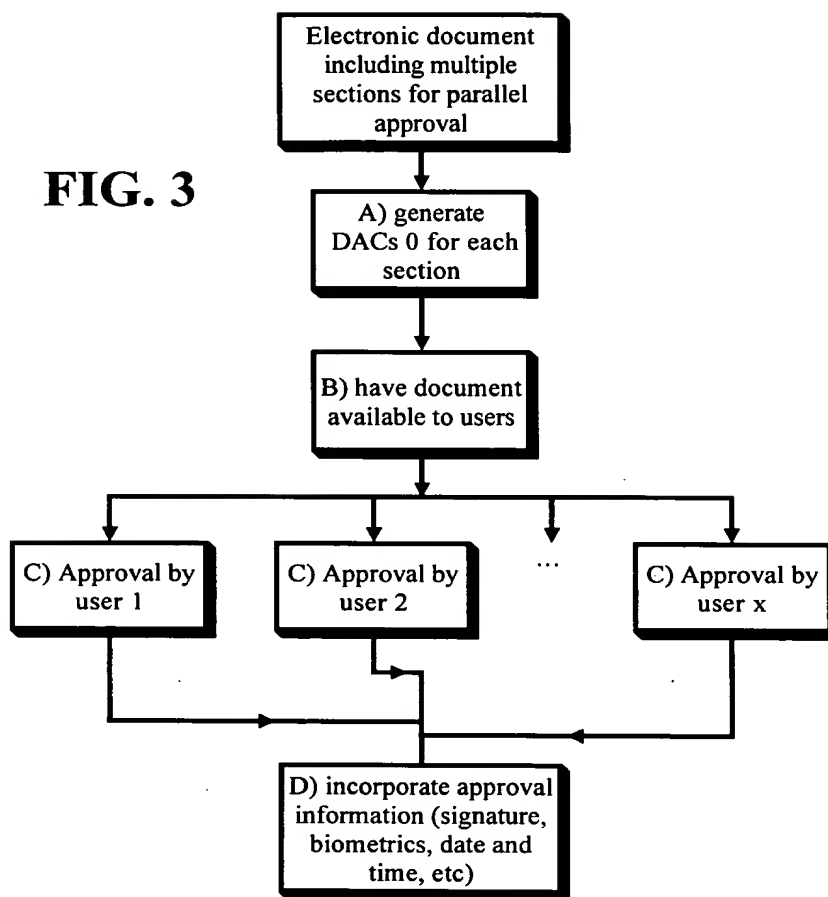 Electronic document
including multiple
sections for parallel
approval
FIG. 3
A) generate
DACs 0 for each
section
B) have document
available to users
C) Approval by
user 1
C) Approval by
user 2
...
C) Approval by
user x
D) incorporate approval
information (signature,
biometrics, date and
time, etc)